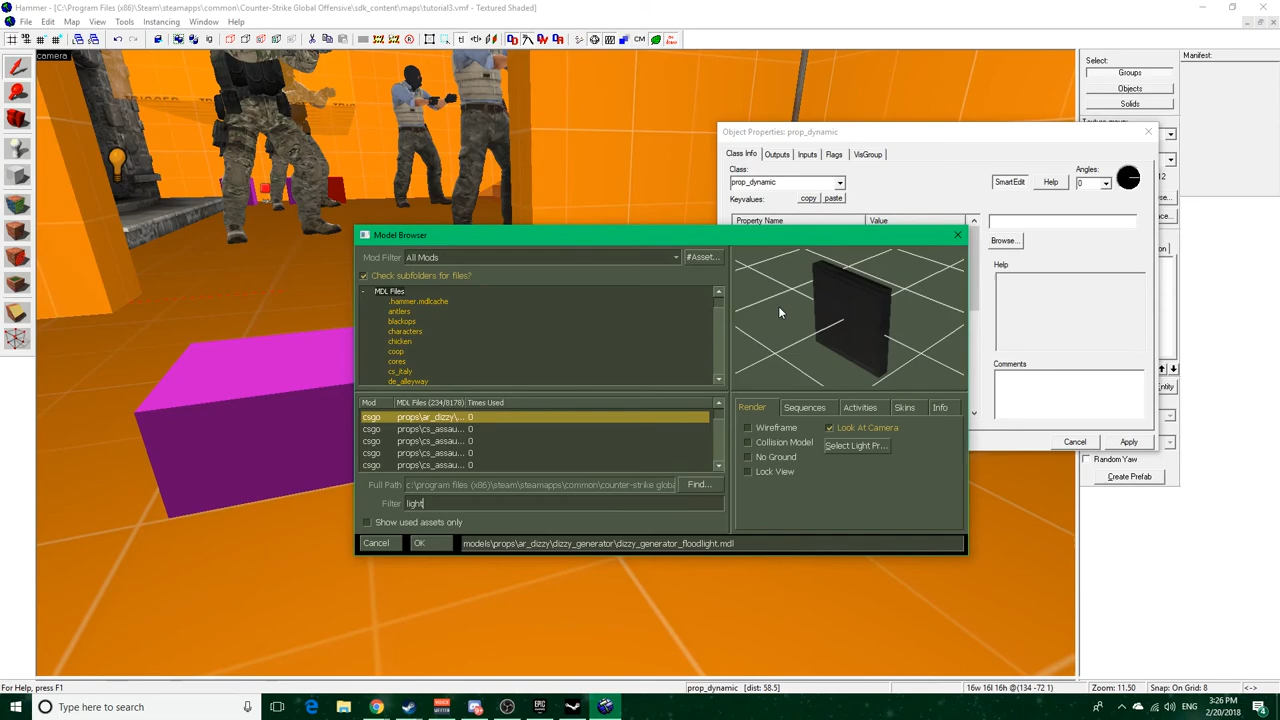 Hammer - [C:\Program Files (x86)\Steam\steamapps\common\Counter-Strike Global Offensive\sdk_content\maps\tutorial3.vmf - Textured Shaded]
File Edit Map View Tools Instancing Window Help
camera
Select:
Groups
Objects
Solids
Manifest:
Object Properties: prop_dynamic
Class Info Outputs Inputs Flags VisGroup
Class:
prop_dynamic
SmartEdit Help
Angles:
0
Keyvalues: copy paste
Property Name Value
Browse...
Help
Comments
Cancel Apply
Random Yaw
Create Prefab
Model Browser
Mod Filter All Mods #Asset...
Check subfolders for files?
MDL Files
.hammer.mdlcache
antlers
blackops
characters
chicken
coop
cores
cs_italy
de_alleyway
Mod MDL Files (234/8178) Times Used
csgo props\ar_dizzy\... 0
csgo props\cs_assau... 0
csgo props\cs_assau... 0
csgo props\cs_assau... 0
csgo props\cs_assau... 0
Full Path c:\program files (x86)\steam\steamapps\common\counter-strike globa Find...
Filter light
Show used assets only
Cancel OK models\props\ar_dizzy\dizzy_generator\dizzy_generator_floodlight.mdl
Render Sequences Activities Skins Info
Wireframe Look At Camera
Collision Model Select Light Pr...
No Ground
Lock View
For Help, press F1
prop_dynamic [dist: 58.5]
16w 16l 16h @(134 -72 1)
Zoom: 11.50
Snap: On Grid: 8
<->
Type here to search
3:26 PM
2/20/2018